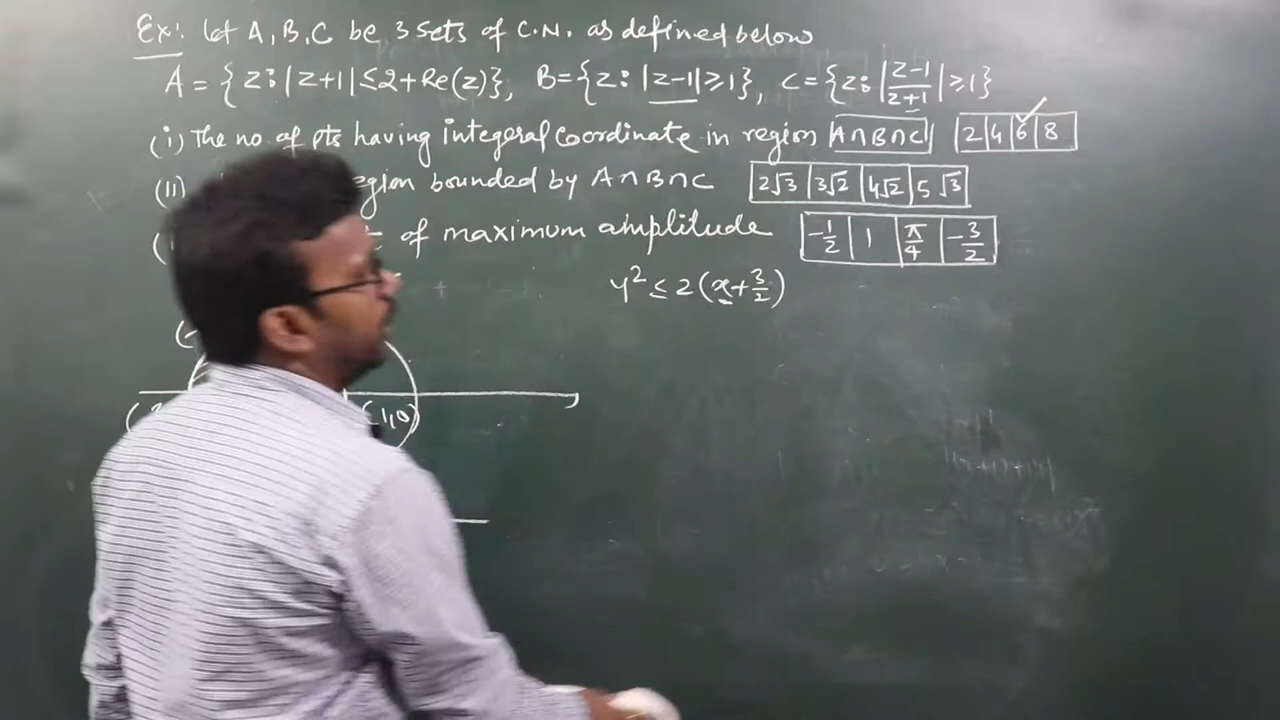 Ex: let A, B, C be 3 sets of C.N. as defined below
A = {z: |z+1| ≤ 2+Re(z)}, B={z: |z-1| ≥ 1}, C={z: |z-1/z+1| ≥ 1}
(i) The no. of pts having integral coordinate in region A∩B∩C 2 4 6 ✓ 8
(II) region bounded by A∩B∩C 2√3 3√2 4√2 5√3
of maximum amplitude -1/2 1 π/4 -3/2
y² ≤ 2(x+3/2)
(1,0)